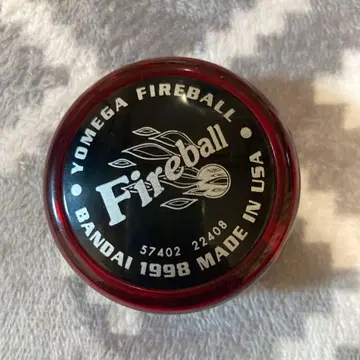 • YOMEGA FIREBALL •
Fireball
57402 22408
BANDAI 1998 MADE IN USA